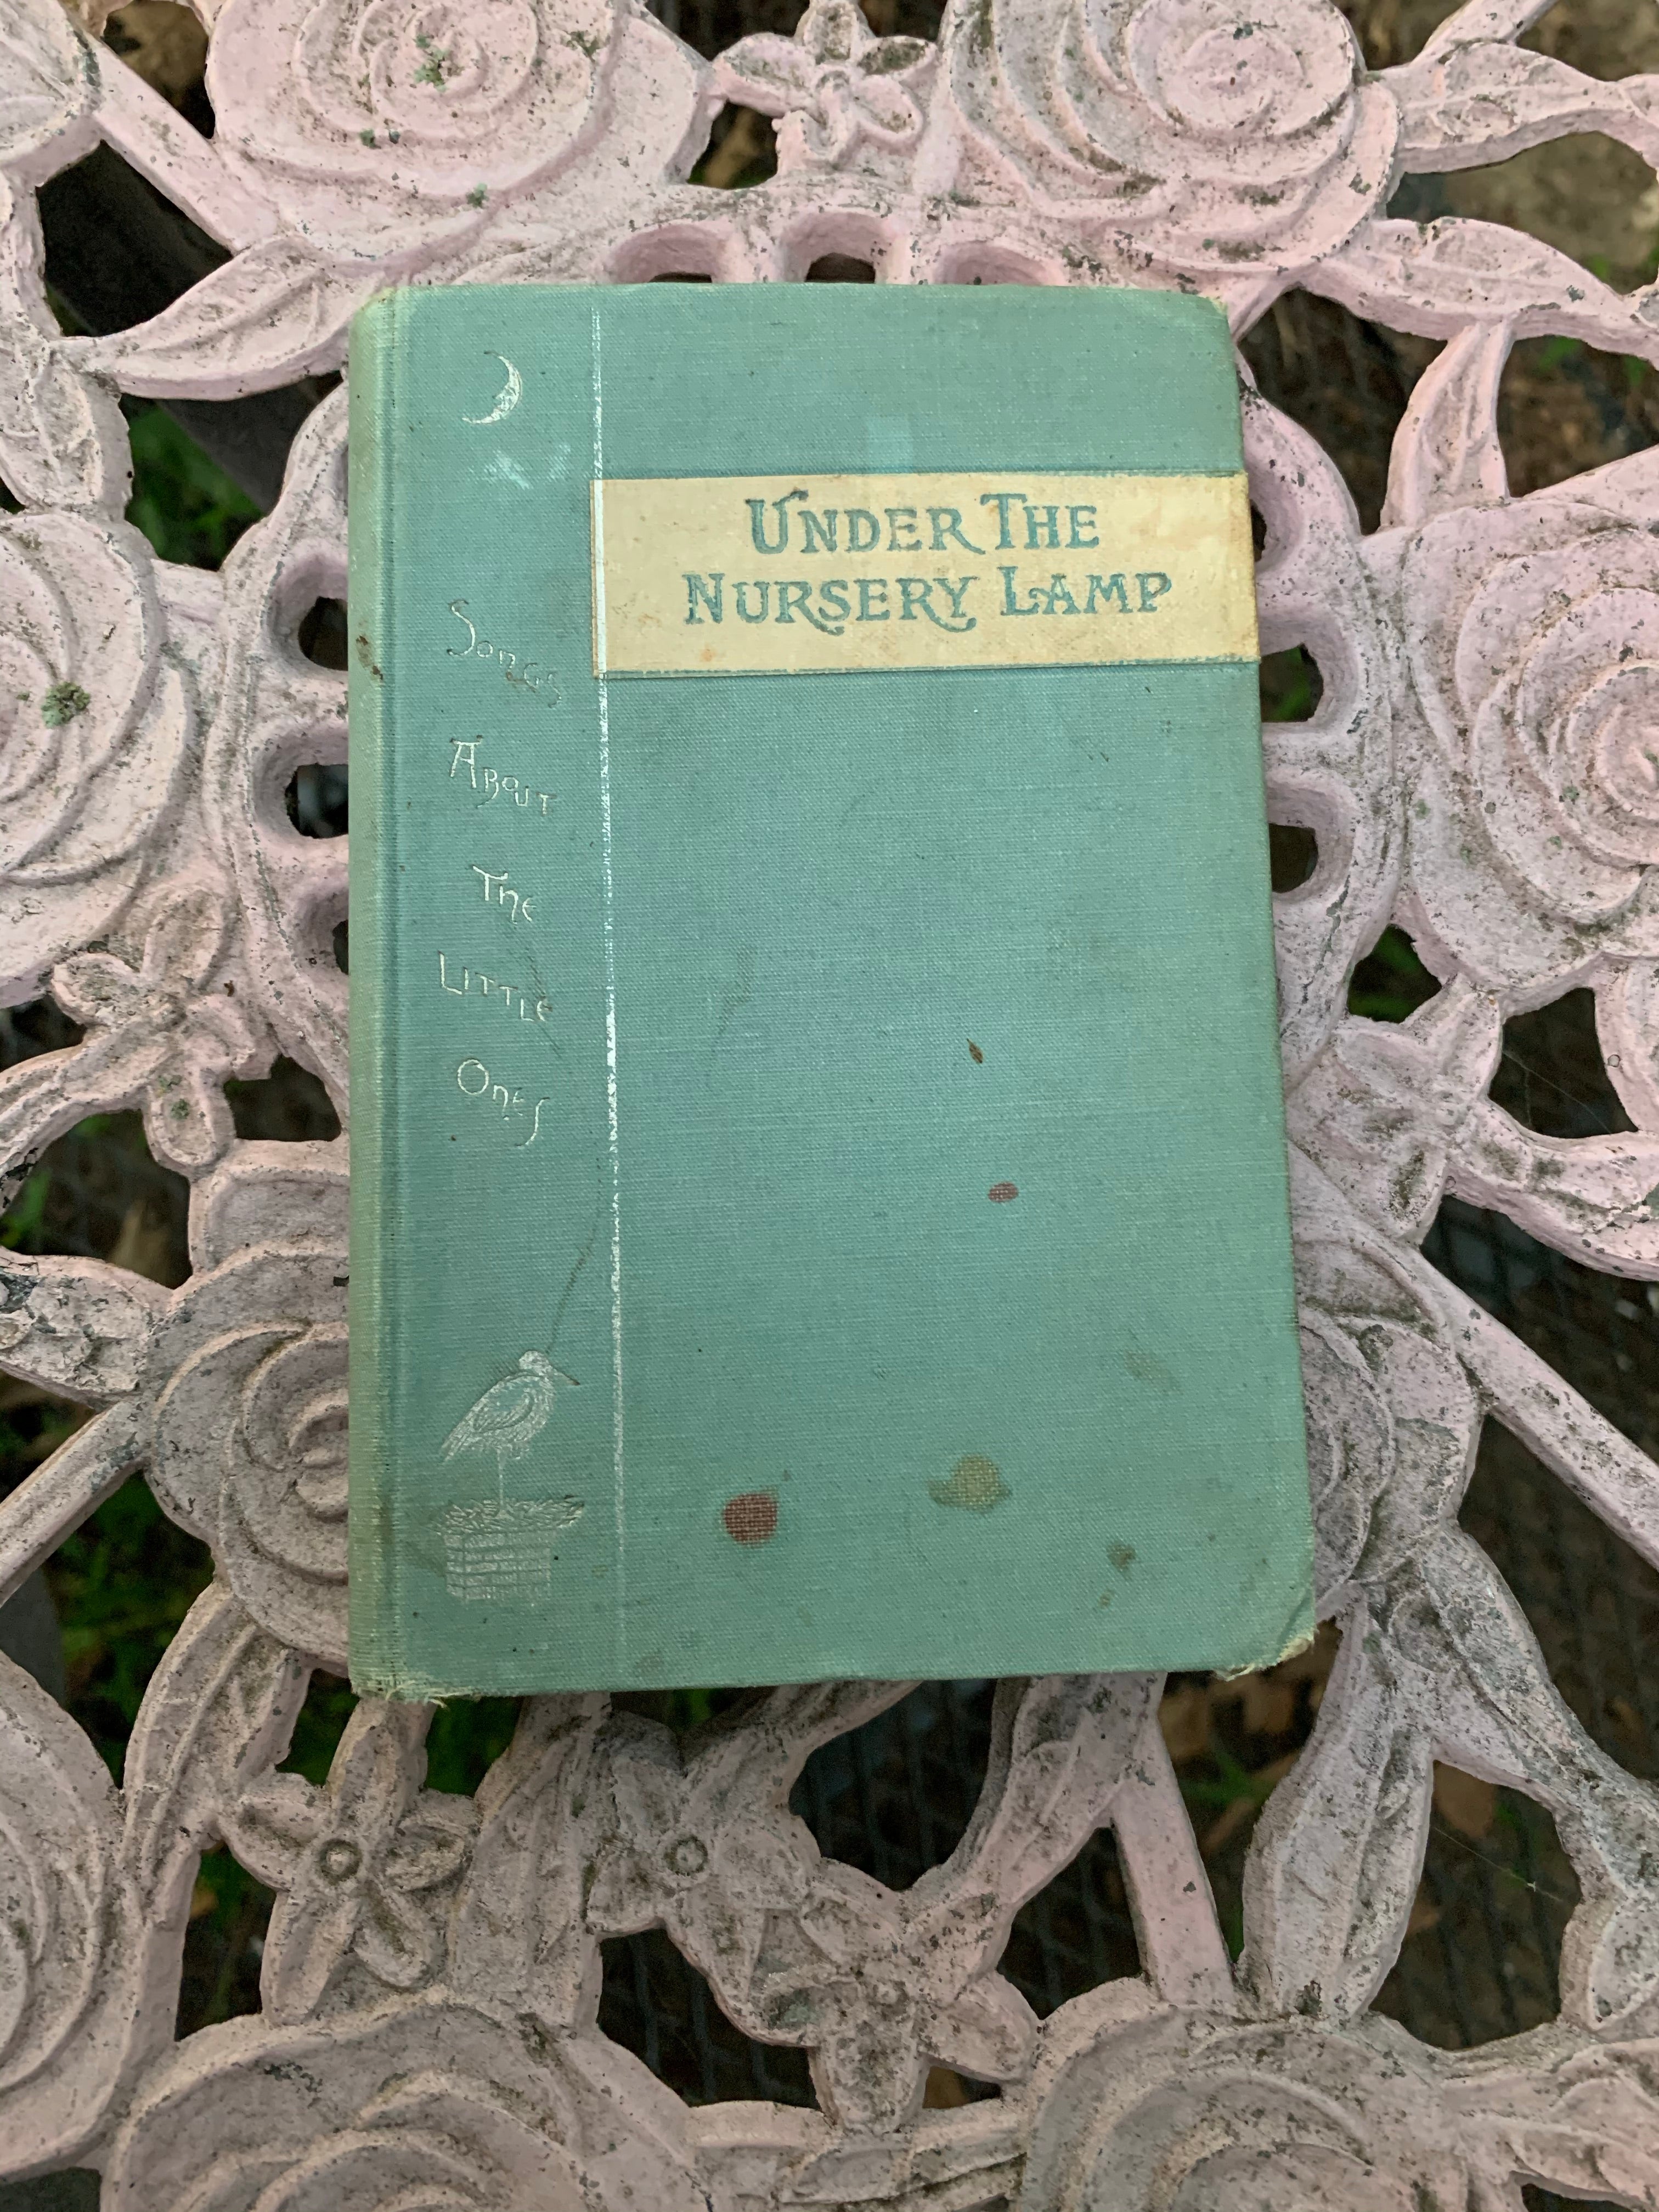 UNDER THE
NURSERY LAMP
SONGS
ABOUT
THE
LITTLE
ONES